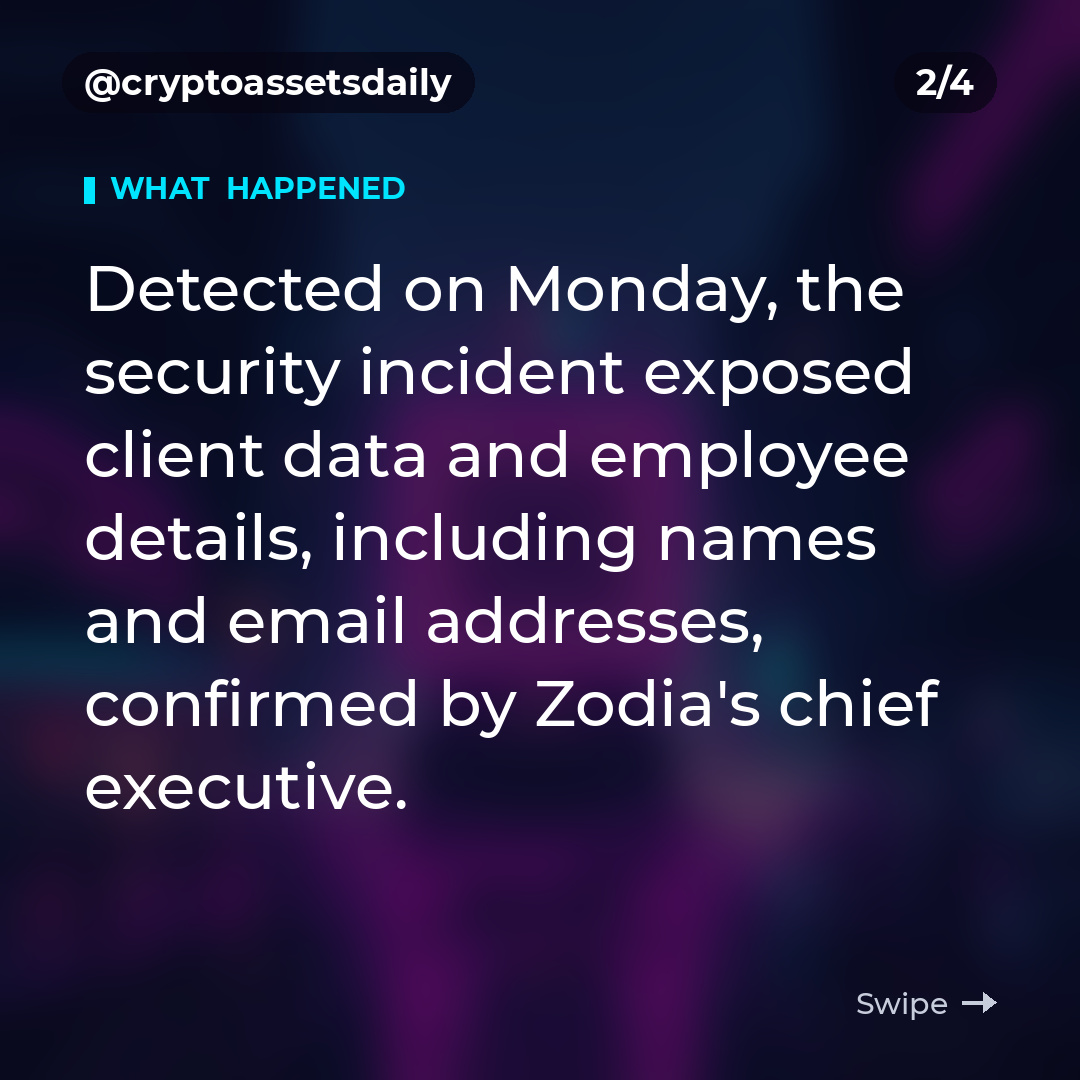 @cryptoassetsdaily
2/4
WHAT HAPPENED
Detected on Monday, the
security incident exposed
client data and employee
details, including names
and email addresses,
confirmed by Zodia's chief
executive.
Swipe